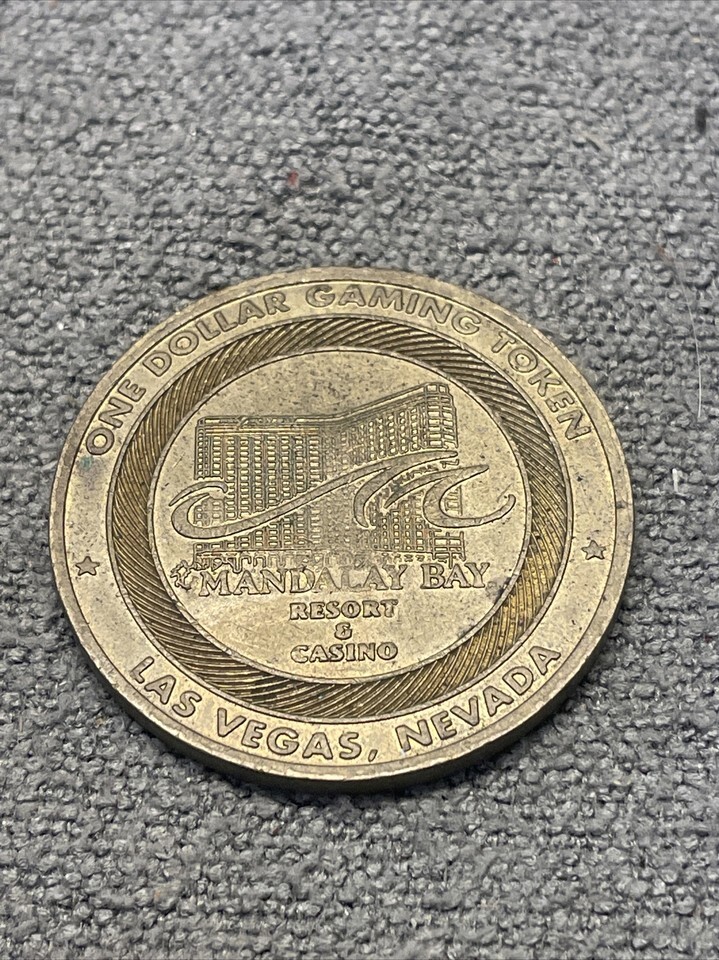 ONE DOLLAR GAMING TOKEN
MANDALAY BAY
RESORT
&
CASINO
LAS VEGAS, NEVADA